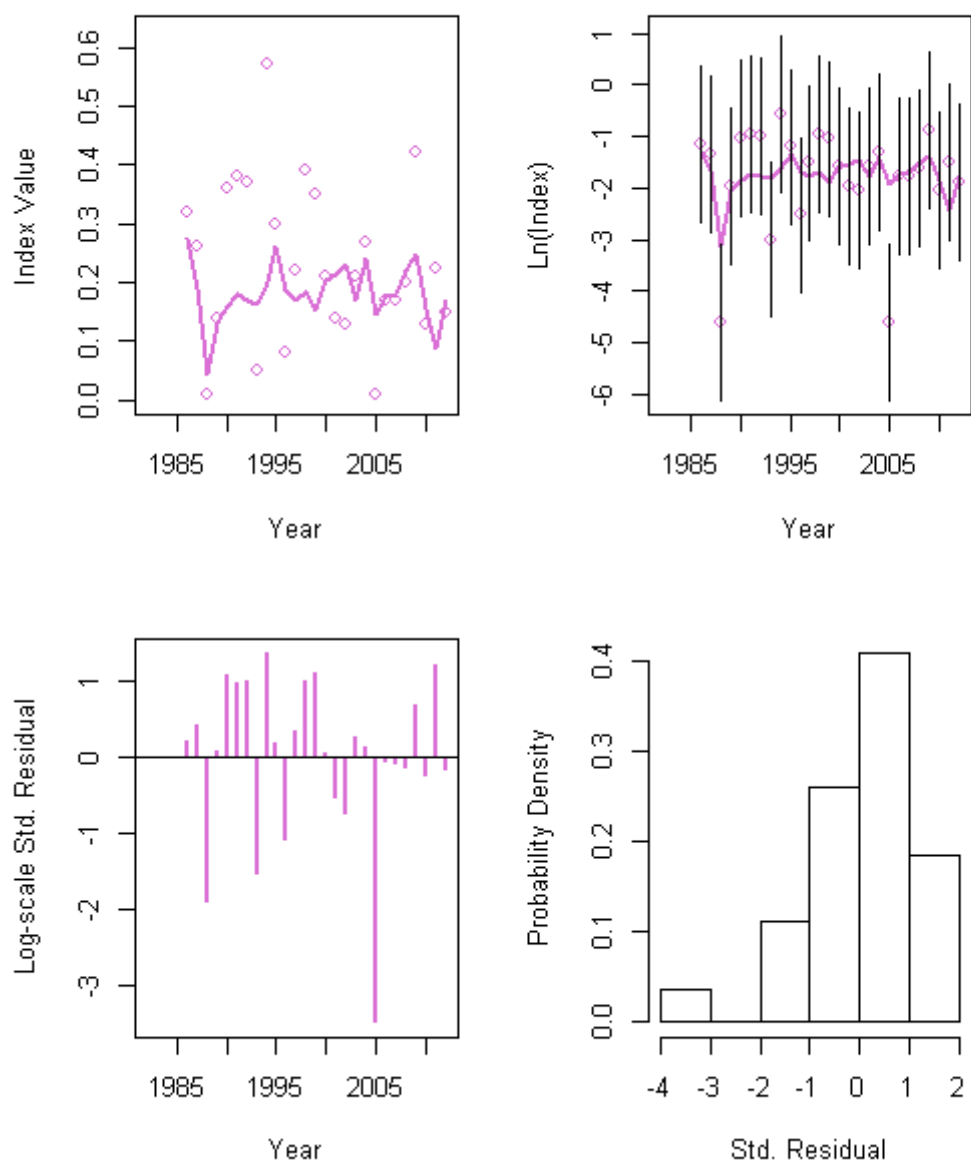 Index Value
0.0 0.1 0.2 0.3 0.4 0.5 0.6
1985 1995 2005
Year
Ln(Index)
-6 -5 -4 -3 -2 -1 0 1
1985 1995 2005
Year
Log-scale Std. Residual
-3 -2 -1 0 1
1985 1995 2005
Year
Probability Density
0.0 0.1 0.2 0.3 0.4
-4 -3 -2 -1 0 1 2
Std. Residual